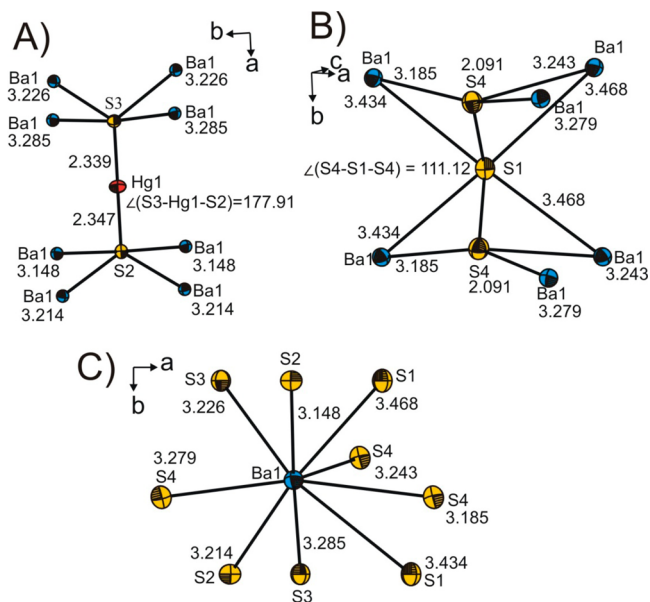 A)
b
a
Ba1
3.226
S3
Ba1
3.226
Ba1
3.285
Ba1
3.285
2.339
Hg1
∠(S3-Hg1-S2)=177.91
2.347
Ba1
3.148
S2
Ba1
3.148
Ba1
3.214
Ba1
3.214
B)
c
a
b
Ba1
3.185
2.091
S4
3.243
Ba1
3.468
3.434
Ba1
3.279
∠(S4-S1-S4) = 111.12
S1
3.434
3.468
Ba1
3.185
S4
2.091
Ba1
3.243
Ba1
3.279
C)
a
b
S3
3.226
S2
3.148
S1
3.468
3.279
S4
Ba1
S4
3.243
S4
3.185
3.214
S2
3.285
S3
3.434
S1